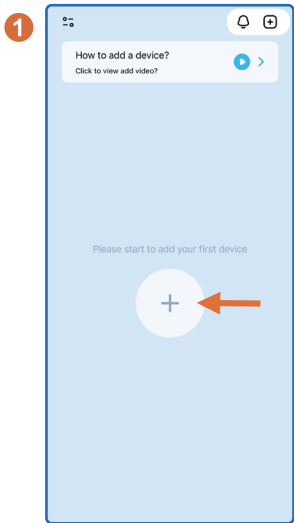 1
How to add a device?
Click to view add video?
Please start to add your first device